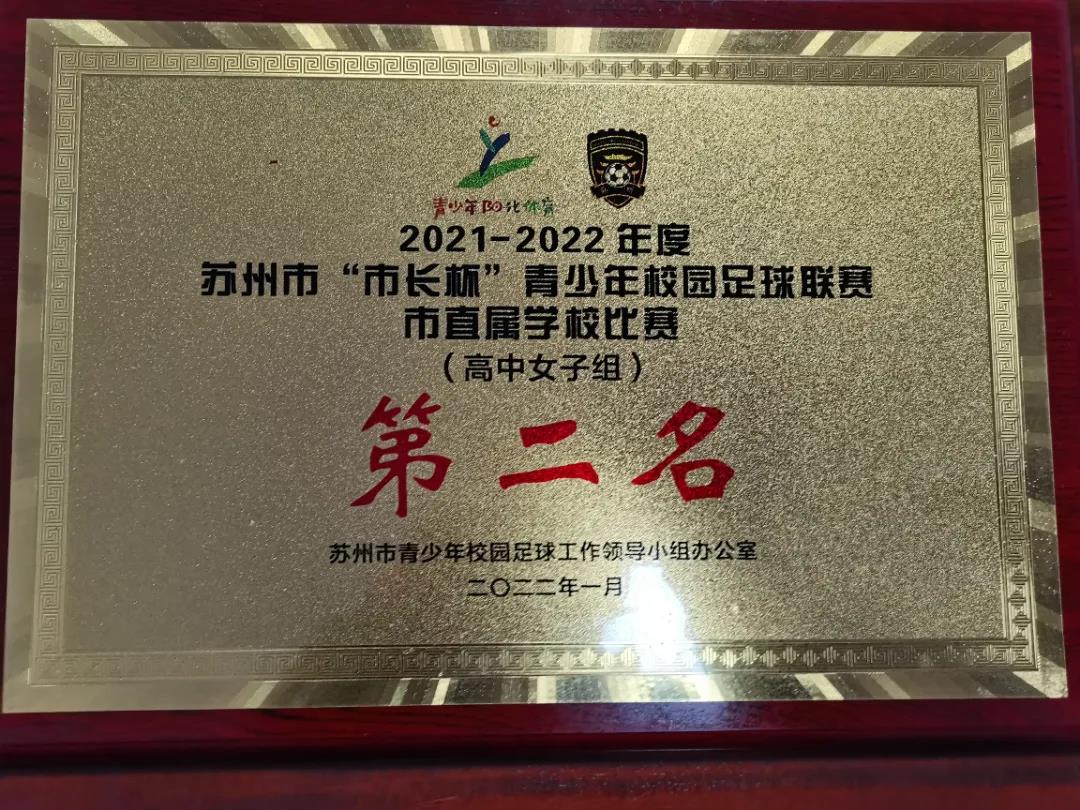 青少年阳光体育
2021-2022 年度
苏州市“市长杯”青少年校园足球联赛
市直属学校比赛
（高中女子组）
第二名
苏州市青少年校园足球工作领导小组办公室
二〇二二年一月